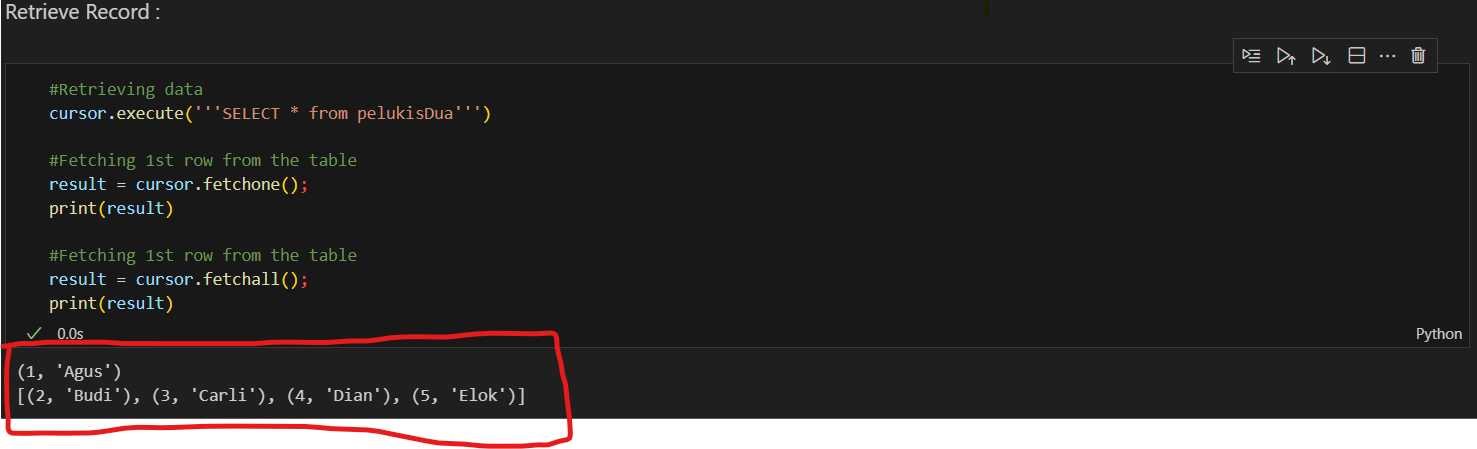 Retrieve Record :
#Retrieving data
cursor.execute('''SELECT * from pelukisDua''')
#Fetching 1st row from the table
result = cursor.fetchone();
print(result)
#Fetching 1st row from the table
result = cursor.fetchall();
print(result)
0.0s
Python
(1, 'Agus')
[(2, 'Budi'), (3, 'Carli'), (4, 'Dian'), (5, 'Elok')]